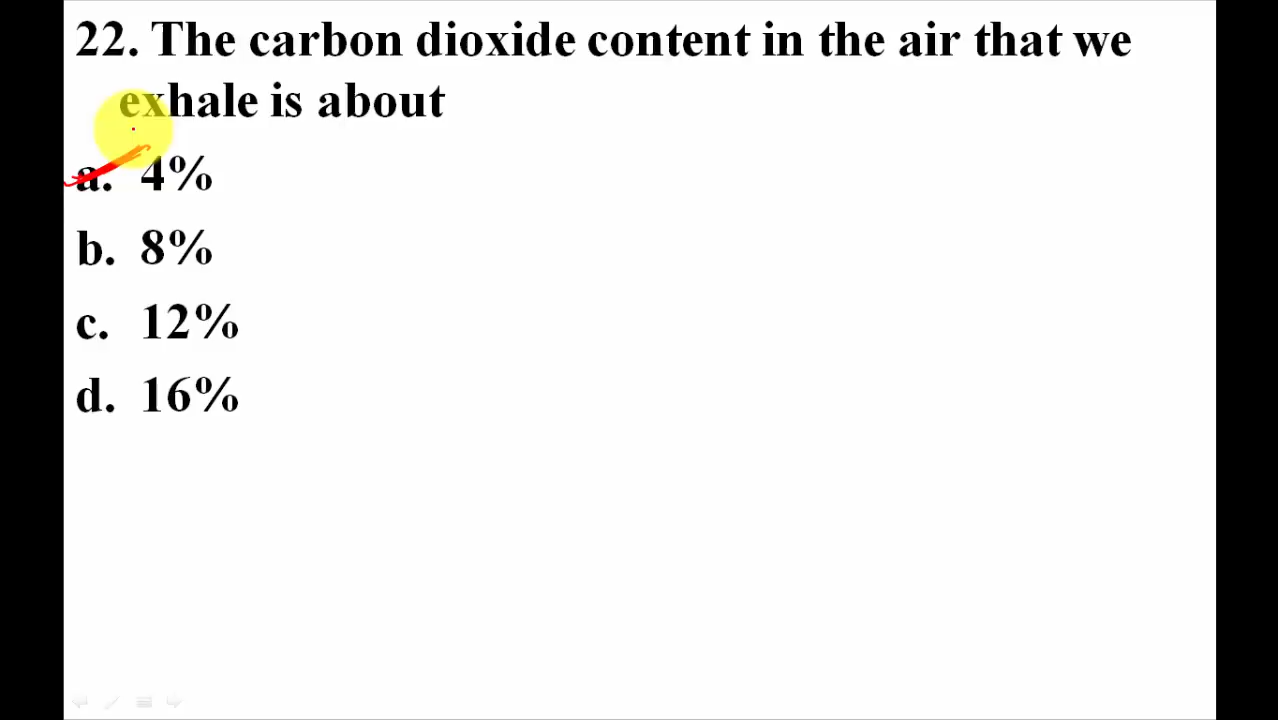 22. The carbon dioxide content in the air that we
exhale is about
a. 4%
b. 8%
c. 12%
d. 16%